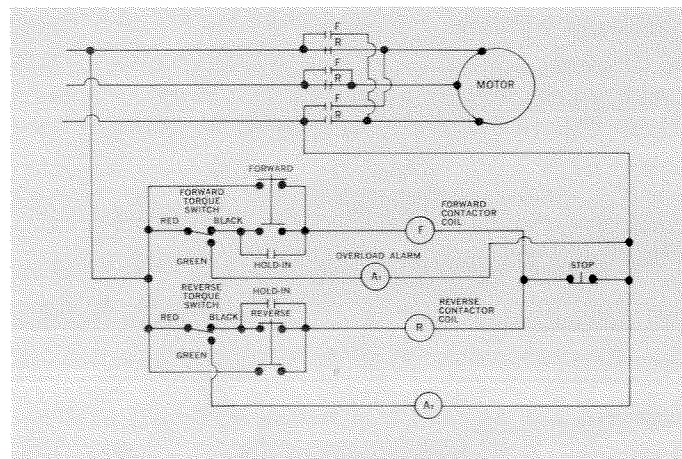 F
R
F
R
F
R
MOTOR
FORWARD
FORWARD
TORQUE
SWITCH
RED
BLACK
GREEN
HOLD-IN
F
FORWARD
CONTACTOR
COIL
OVERLOAD ALARM
A₁
STOP
REVERSE
TORQUE
SWITCH
HOLD-IN
RED
BLACK
REVERSE
GREEN
R
REVERSE
CONTACTOR
COIL
A₂